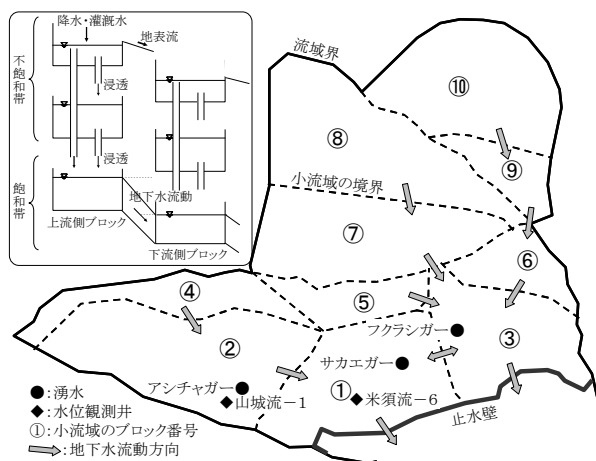 降水・灌漑水
地表流
不飽和帯
浸透
飽和帯
浸透
地下水流動
上流側ブロック
下流側ブロック
流域界
⑩
⑧
⑨
小流域の境界
⑦
⑥
④
⑤
フクラシガー
③
②
サカエガー
アシチャガー
①
山城流－1
米須流－6
止水壁
:湧水
:水位観測井
①:小流域のブロック番号
:地下水流動方向